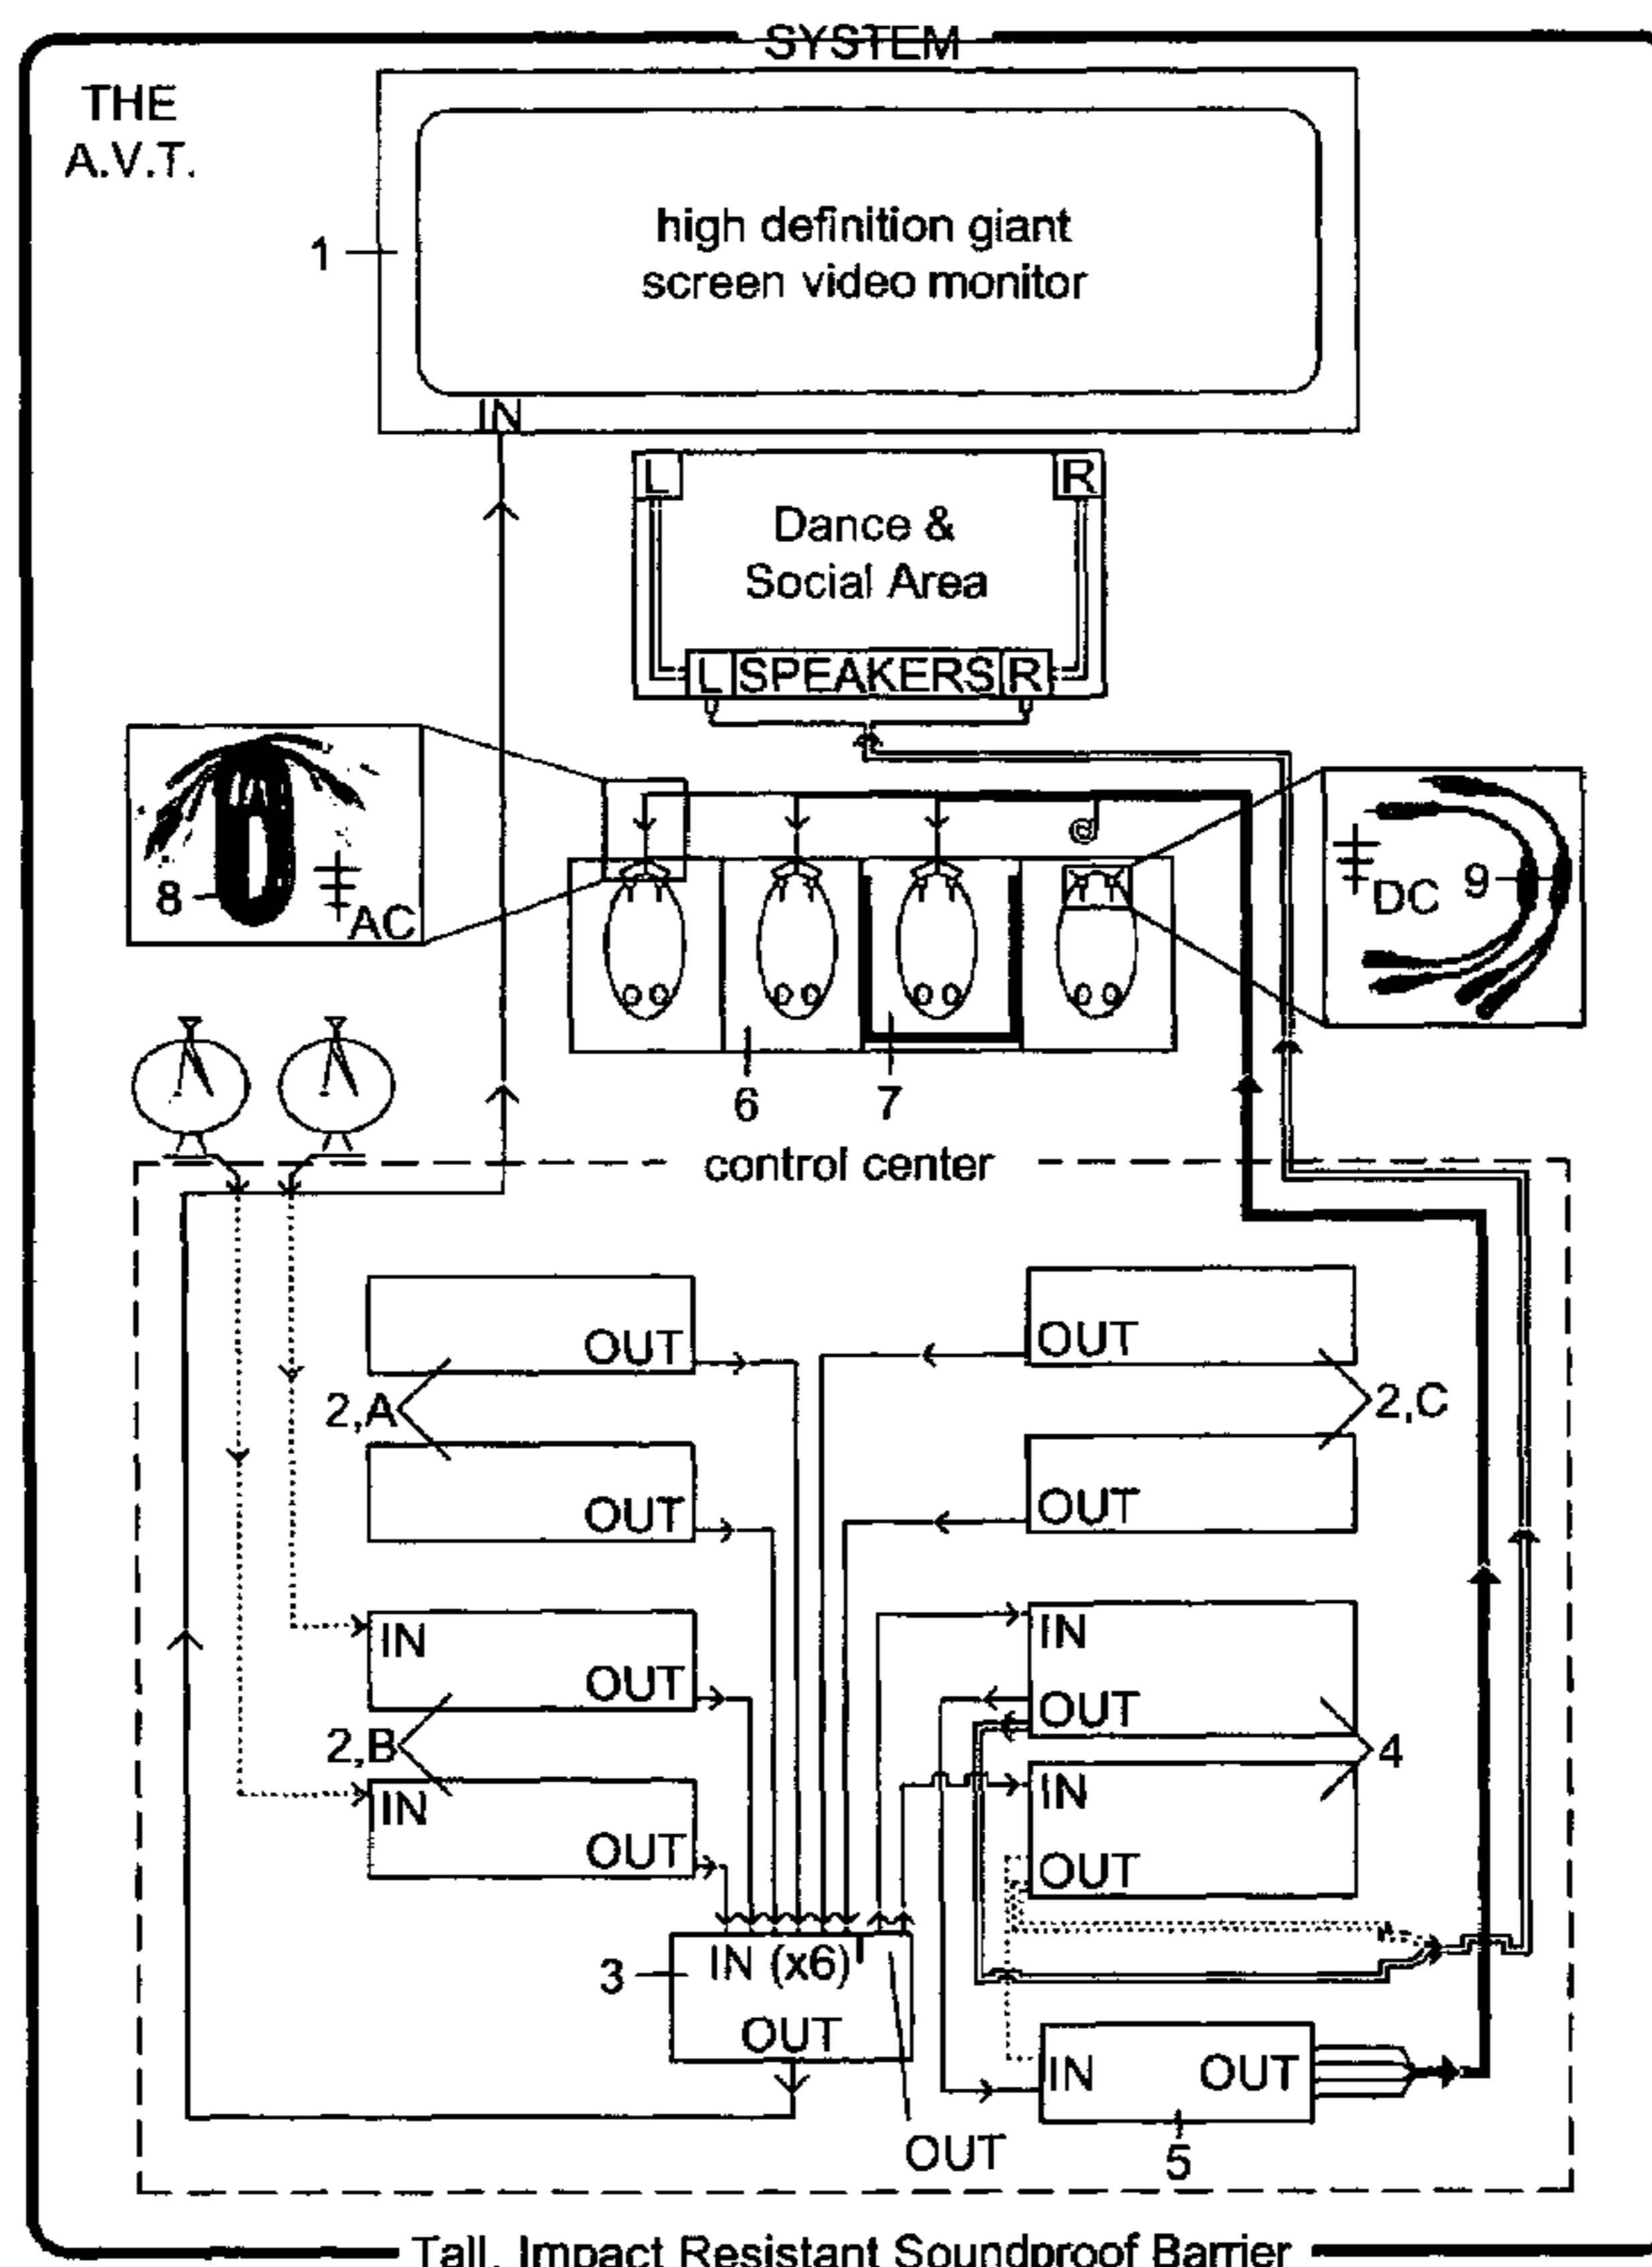 SYSTEM
THE
A.V.T.
1
high definition giant
screen video monitor
IN
L
R
Dance &
Social Area
L SPEAKERS R
8
AC
@
DC
9
6
7
control center
OUT
OUT
2,A
2,C
OUT
OUT
IN
IN
OUT
OUT
2,B
4
IN
IN
OUT
OUT
3
IN (x6)
OUT
IN
OUT
OUT
5
Tall, Impact Resistant Soundproof Barrier